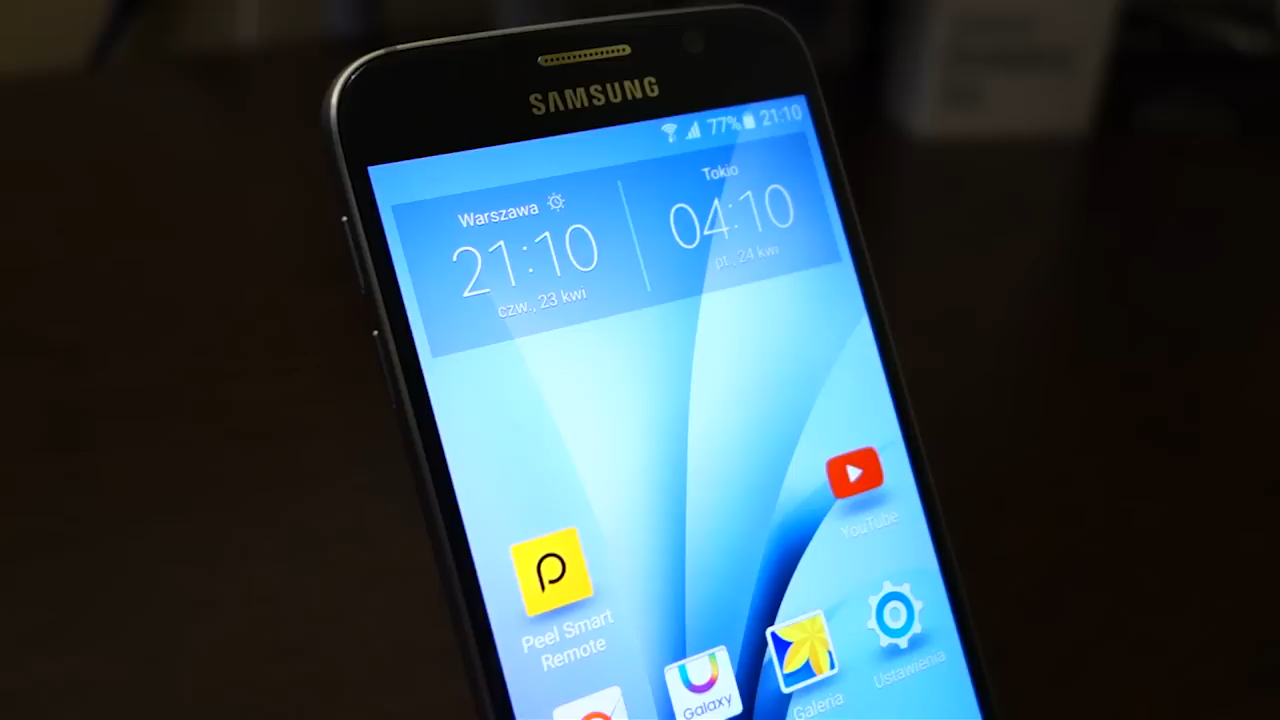 SAMSUNG
77% 21:10
Warszawa
21:10
czw., 23 kwi
Tokio
04:10
pt., 24 kwi
YouTube
Peel Smart
Remote
Galaxy
Galeria
Ustawienia